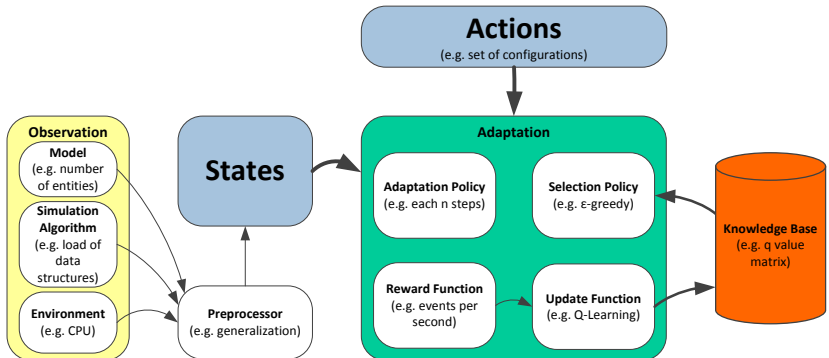 Actions
(e.g. set of configurations)
Observation
Model
(e.g. number
of entities)
Simulation
Algorithm
(e.g. load of
data
structures)
Environment
(e.g. CPU)
States
Preprocessor
(e.g. generalization)
Adaptation
Adaptation Policy
(e.g. each n steps)
Selection Policy
(e.g. ε-greedy)
Reward Function
(e.g. events per
second)
Update Function
(e.g. Q-Learning)
Knowledge Base
(e.g. q value
matrix)